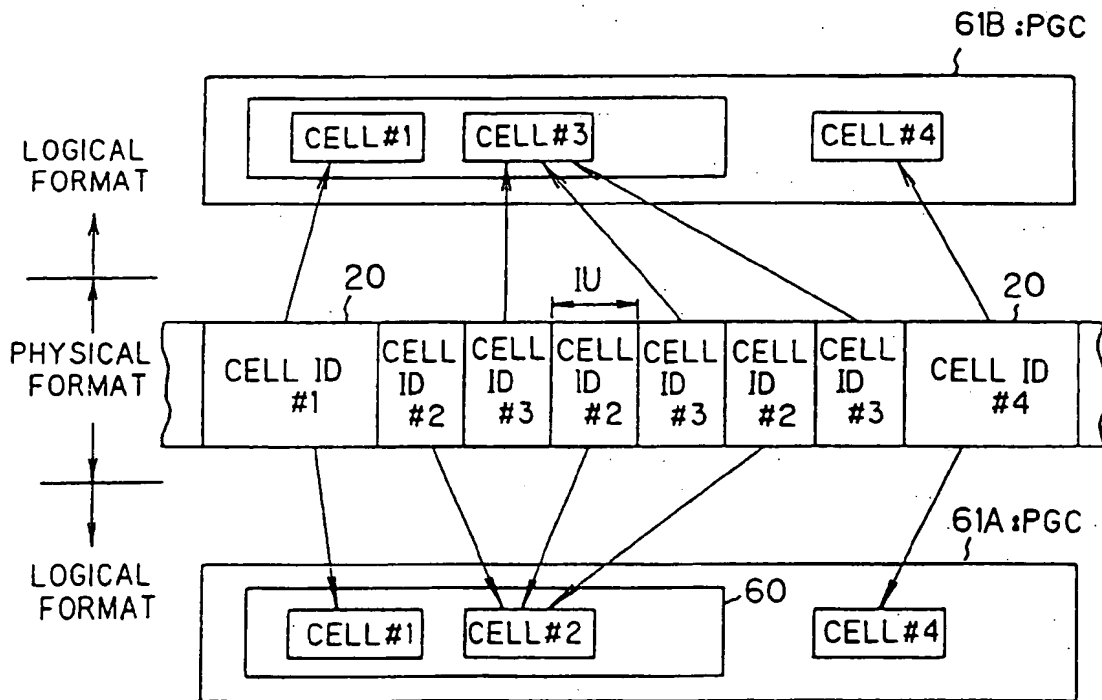 61B :PGC
CELL#1
CELL#3
CELL#4
LOGICAL
FORMAT
20
IU
20
PHYSICAL
FORMAT
CELL ID
#1
CELL
ID
#2
CELL
ID
#3
CELL
ID
#2
CELL
ID
#3
CELL
ID
#2
CELL
ID
#3
CELL ID
#4
61A :PGC
LOGICAL
FORMAT
60
CELL#1
CELL#2
CELL#4